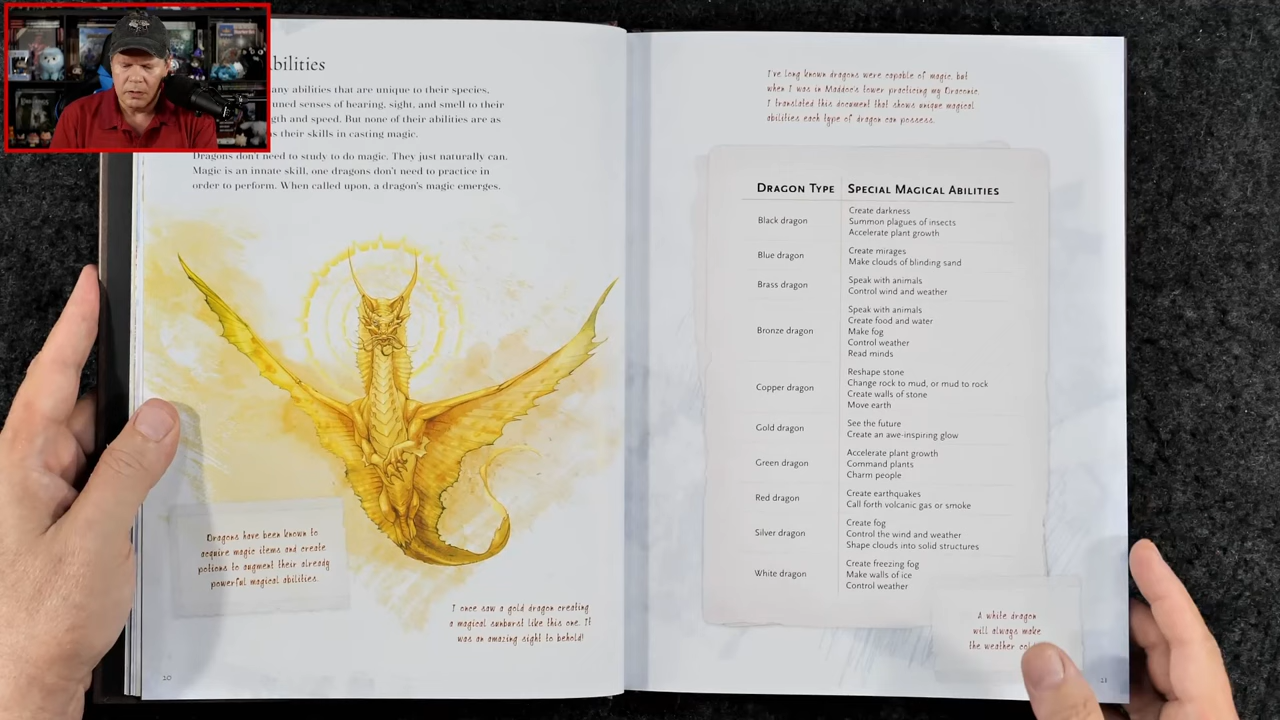 bilities
any abilities that are unique to their species,
tuned senses of hearing, sight, and smell to their
gth and speed. But none of their abilities are as
as their skills in casting magic.
Dragons don't need to study to do magic. They just naturally can.
Magic is an innate skill, one dragons don't need to practice in
order to perform. When called upon, a dragon's magic emerges.
Dragons have been known to
acquire magic items and create
potions to augment their already
powerful magical abilities.
I once saw a gold dragon creating
a magical sunburst like this one. It
was an amazing sight to behold!
20
I've long known dragons were capable of magic, but
when I was in Maddoc's tower practicing my Draconic,
I translated this document that shows unique magical
abilities each type of dragon can possess.
Dragon Type Special Magical Abilities
Black dragon
Create darkness
Summon plagues of insects
Accelerate plant growth
Blue dragon
Create mirages
Make clouds of blinding sand
Brass dragon
Speak with animals
Control wind and weather
Bronze dragon
Speak with animals
Create food and water
Make fog
Control weather
Read minds
Copper dragon
Reshape stone
Change rock to mud, or mud to rock
Create walls of stone
Move earth
Gold dragon
See the future
Create an awe-inspiring glow
Green dragon
Accelerate plant growth
Command plants
Charm people
Red dragon
Create earthquakes
Call forth volcanic gas or smoke
Silver dragon
Create fog
Control the wind and weather
Shape clouds into solid structures
White dragon
Create freezing fog
Make walls of ice
Control weather
A white dragon
will always make
the weather
21